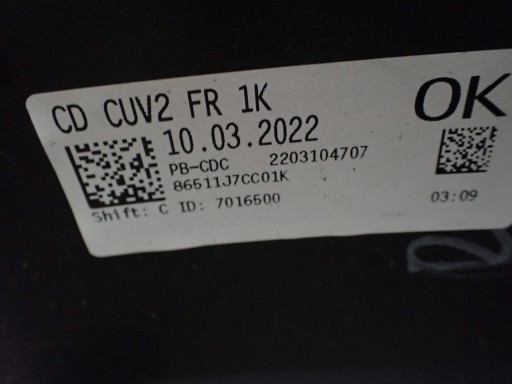 CD CUV2 FR 1K
OK
10.03.2022
PB-CDC 2203104707
86511J7CC01K
Shift: C ID: 7016500
03:09